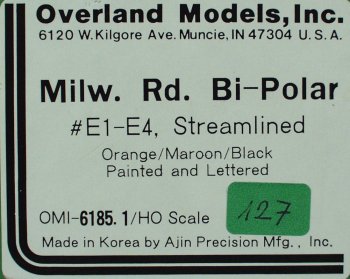 Overland Models, Inc.
6120 W. Kilgore Ave. Muncie, IN 47304 U.S.A.
Milw. Rd. Bi-Polar
#E1-E4, Streamlined
Orange/Maroon/Black
Painted and Lettered
OMI-6185.1/HO Scale
127
Made in Korea by Ajin Precision Mfg., Inc.